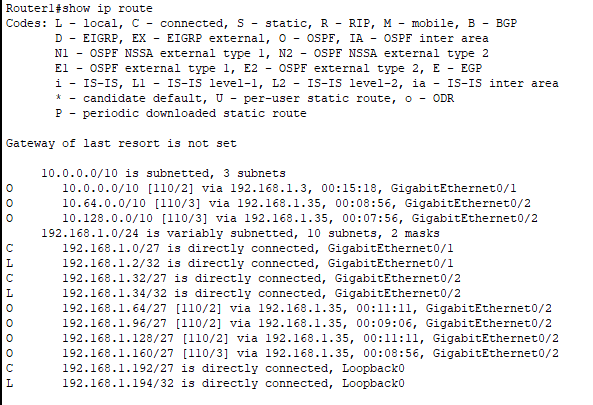 Router1#show ip route
Codes: L - local, C - connected, S - static, R - RIP, M - mobile, B - BGP
D - EIGRP, EX - EIGRP external, O - OSPF, IA - OSPF inter area
N1 - OSPF NSSA external type 1, N2 - OSPF NSSA external type 2
E1 - OSPF external type 1, E2 - OSPF external type 2, E - EGP
i - IS-IS, L1 - IS-IS level-1, L2 - IS-IS level-2, ia - IS-IS inter area
* - candidate default, U - per-user static route, o - ODR
P - periodic downloaded static route
Gateway of last resort is not set
10.0.0.0/10 is subnetted, 3 subnets
O 10.0.0.0/10 [110/2] via 192.168.1.3, 00:15:18, GigabitEthernet0/1
O 10.64.0.0/10 [110/3] via 192.168.1.35, 00:08:56, GigabitEthernet0/2
O 10.128.0.0/10 [110/3] via 192.168.1.35, 00:07:56, GigabitEthernet0/2
192.168.1.0/24 is variably subnetted, 10 subnets, 2 masks
C 192.168.1.0/27 is directly connected, GigabitEthernet0/1
L 192.168.1.2/32 is directly connected, GigabitEthernet0/1
C 192.168.1.32/27 is directly connected, GigabitEthernet0/2
L 192.168.1.34/32 is directly connected, GigabitEthernet0/2
O 192.168.1.64/27 [110/2] via 192.168.1.35, 00:11:11, GigabitEthernet0/2
O 192.168.1.96/27 [110/2] via 192.168.1.35, 00:09:06, GigabitEthernet0/2
O 192.168.1.128/27 [110/2] via 192.168.1.35, 00:11:11, GigabitEthernet0/2
O 192.168.1.160/27 [110/3] via 192.168.1.35, 00:08:56, GigabitEthernet0/2
C 192.168.1.192/27 is directly connected, Loopback0
L 192.168.1.194/32 is directly connected, Loopback0